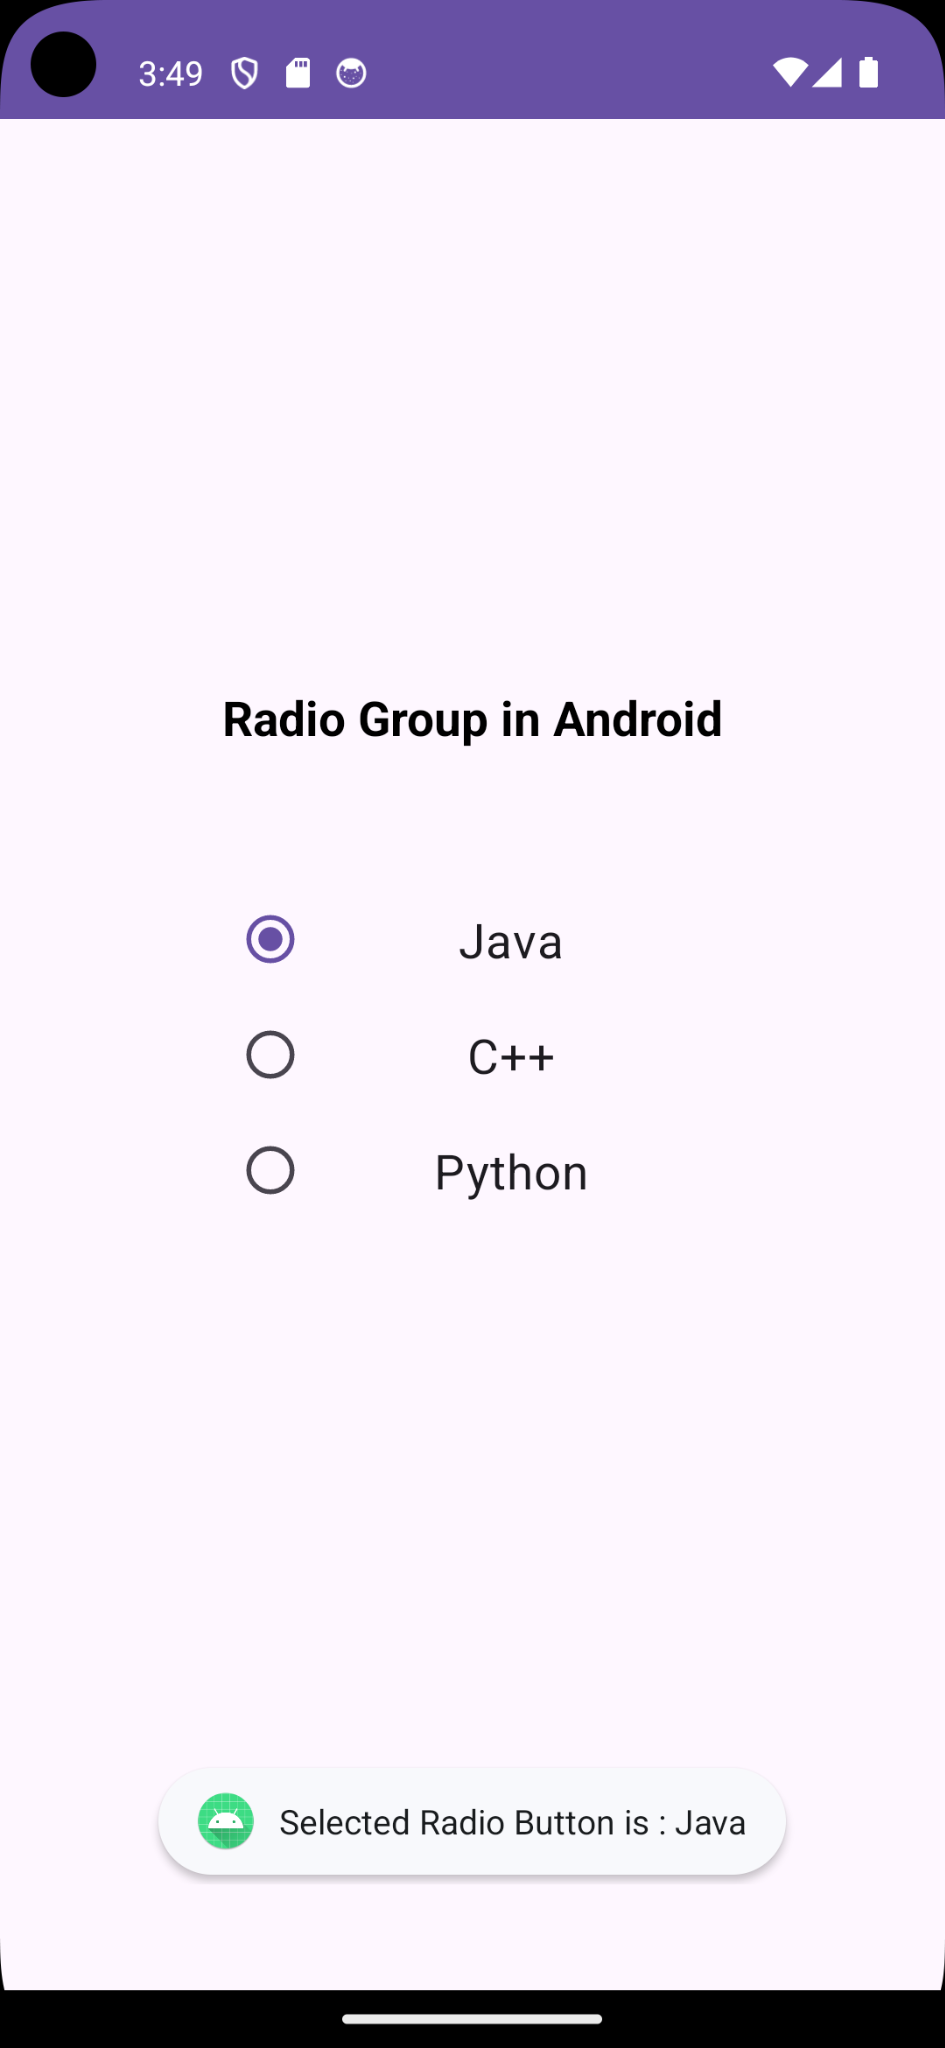 3:49
Radio Group in Android
Java
C++
Python
Selected Radio Button is : Java